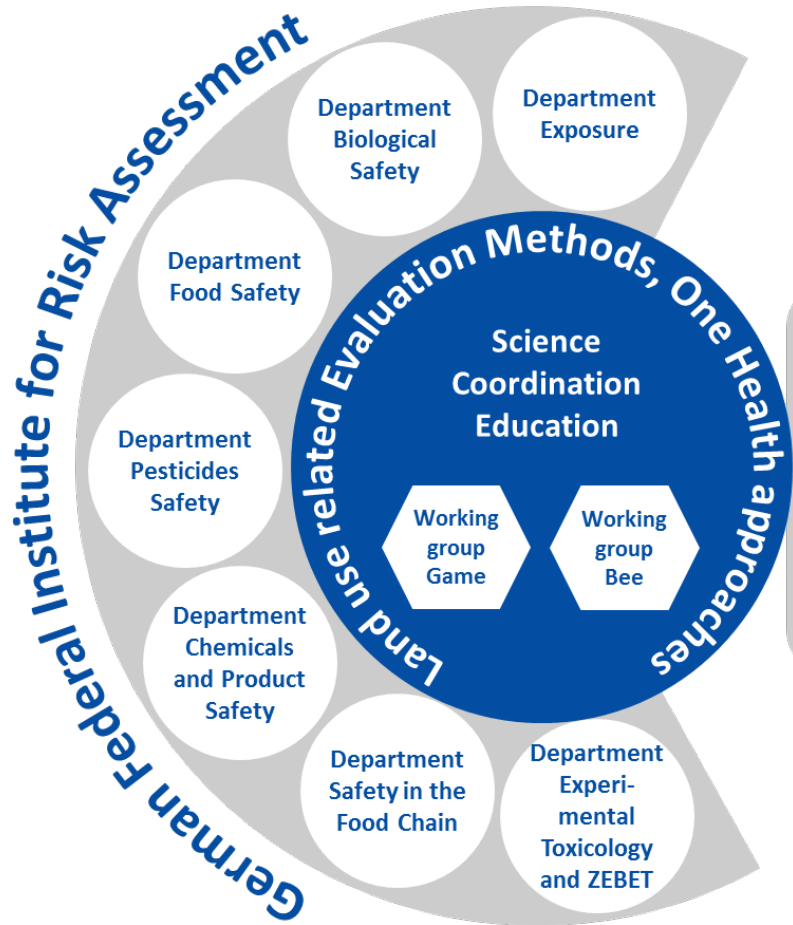 German Federal Institute for Risk Assessment
Department
Exposure
Department
Biological
Safety
Department
Food Safety
Department
Pesticides
Safety
Department
Chemicals
and Product
Safety
Department
Safety in the
Food Chain
Department
Experi-
mental
Toxicology
and ZEBET
Land use related Evaluation Methods, One Health approaches
Science
Coordination
Education
Working
group
Game
Working
group
Bee